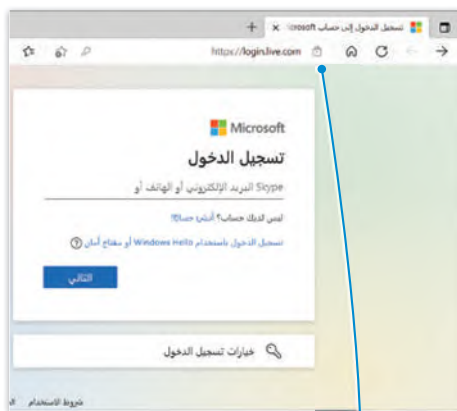 تسجيل الدخول إلى حساب Microsoft
https://login.live.com
Microsoft
تسجيل الدخول
البريد الإلكتروني أو الهاتف أو Skype
ليس لديك حساب؟ أنشئ حسابًا!
تسجيل الدخول باستخدام Windows Hello أو مفتاح أمان
التالي
خيارات تسجيل الدخول
شروط الاستخدام